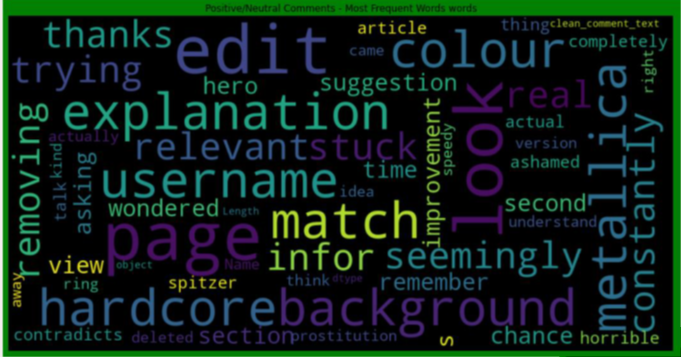 Positive/Neutral Comments - Most Frequent Words words
thanks
edit
article
thing
clean_comment_text
came
colour
completely
trying
hero
suggestion
right
explanation
look
real
removing
actually
relevant
stuck
improvement
speedy
actual
version
metallica
constantly
talk
kind
asking
username
time
idea
ashamed
wondered
Length
match
second
understand
page
infor
seemingly
view
object
Name
away
ring
spitzer
think
dtype
remember
hardcore
background
contradicts
deleted
section
prostitution
s
chance
horrible